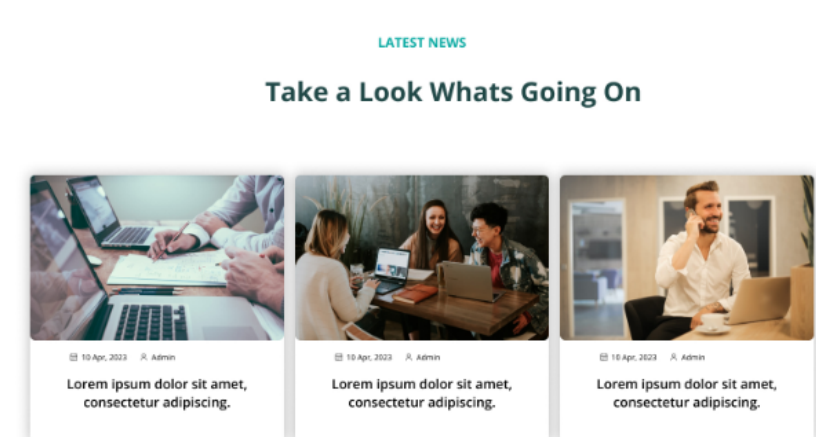 LATEST NEWS
Take a Look Whats Going On
10 Apr, 2023 Admin
Lorem ipsum dolor sit amet,
consectetur adipiscing.
10 Apr, 2023 Admin
Lorem ipsum dolor sit amet,
consectetur adipiscing.
10 Apr, 2023 Admin
Lorem ipsum dolor sit amet,
consectetur adipiscing.